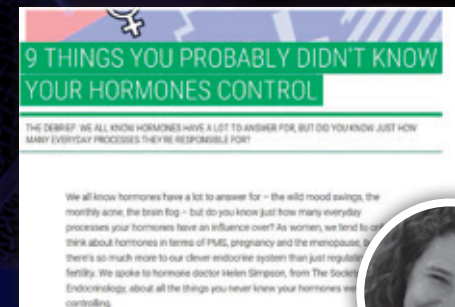 9 THINGS YOU PROBABLY DIDN'T KNOW
YOUR HORMONES CONTROL
THE DEBRIEF: WE ALL KNOW HORMONES HAVE A LOT TO ANSWER FOR, BUT DO YOU KNOW JUST HOW
MANY EVERYDAY PROCESSES THEY'RE RESPONSIBLE FOR?
We all know hormones have a lot to answer for – the wild mood swings, the
monthly acne, the brain fog – but do you know just how many everyday
processes your hormones have an influence over? As women, we tend to
think about hormones in terms of PMS, pregnancy and the menopause,
there's so much more to our clever endocrine system than just
fertility. We spoke to hormone doctor Helen Simpson, from The
Endocrinology, about all the things you never knew your hormones
controlling.